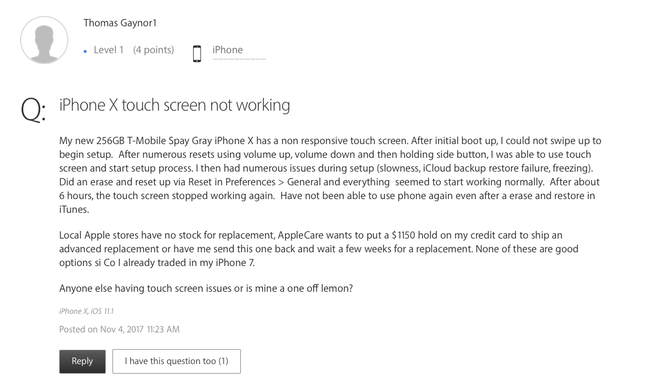 Thomas Gaynor1
Level 1 (4 points) iPhone
Q: iPhone X touch screen not working
My new 256GB T-Mobile Spay Gray iPhone X has a non responsive touch screen. After initial boot up, I could not swipe up to
begin setup. After numerous resets using volume up, volume down and then holding side button, I was able to use touch
screen and start setup process. I then had numerous issues during setup (slowness, iCloud backup restore failure, freezing).
Did an erase and reset up via Reset in Preferences > General and everything seemed to start working normally. After about
6 hours, the touch screen stopped working again. Have not been able to use phone again even after a erase and restore in
iTunes.
Local Apple stores have no stock for replacement, AppleCare wants to put a $1150 hold on my credit card to ship an
advanced replacement or have me send this one back and wait a few weeks for a replacement. None of these are good
options si Co I already traded in my iPhone 7.
Anyone else having touch screen issues or is mine a one off lemon?
iPhone X, iOS 11.1
Posted on Nov 4, 2017 11:23 AM
Reply I have this question too (1)